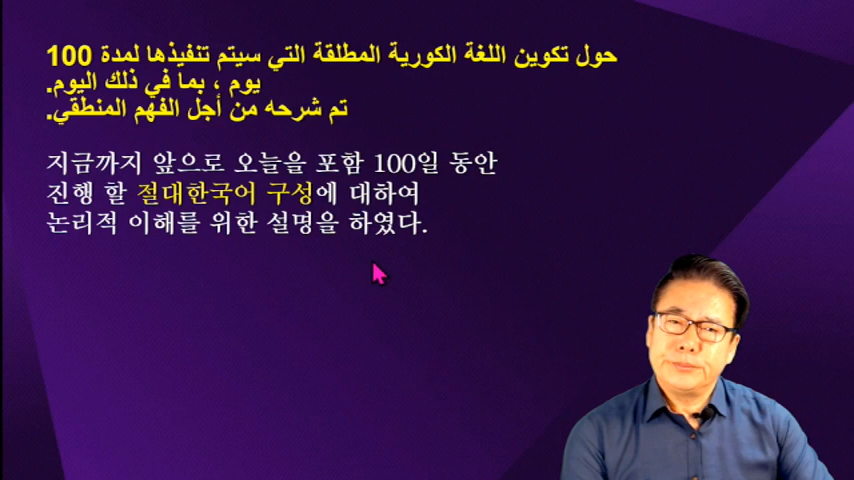 حول تكوين اللغة الكورية المطلقة التي سيتم تنفيذها لمدة 100
يوم ، بما في ذلك اليوم.
تم شرحه من أجل الفهم المنطقي.
지금까지 앞으로 오늘을 포함 100일 동안
진행 할 절대한국어 구성에 대하여
논리적 이해를 위한 설명을 하였다.